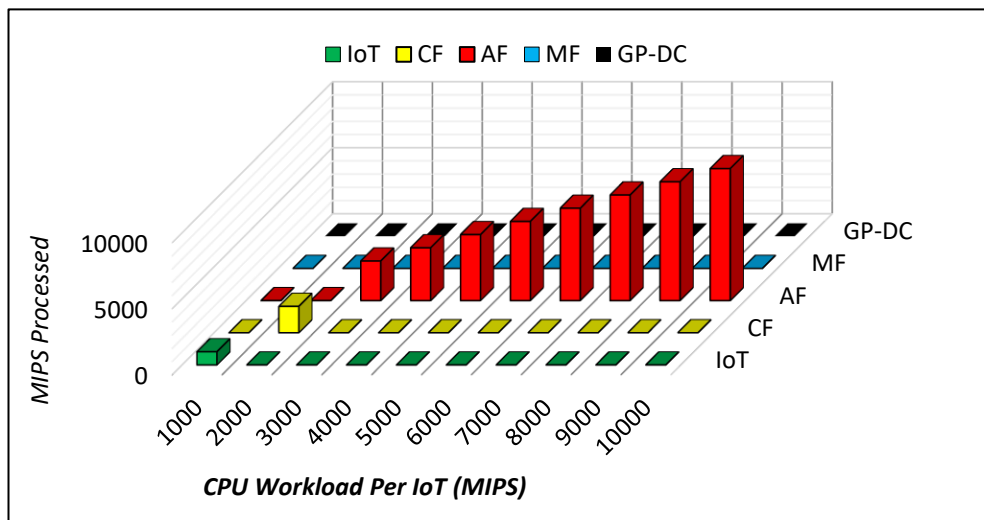 IoT CF AF MF GP-DC
MIPS Processed
10000
5000
0
GP-DC
MF
AF
CF
IoT
1000 2000 3000 4000 5000 6000 7000 8000 9000 10000
CPU Workload Per IoT (MIPS)